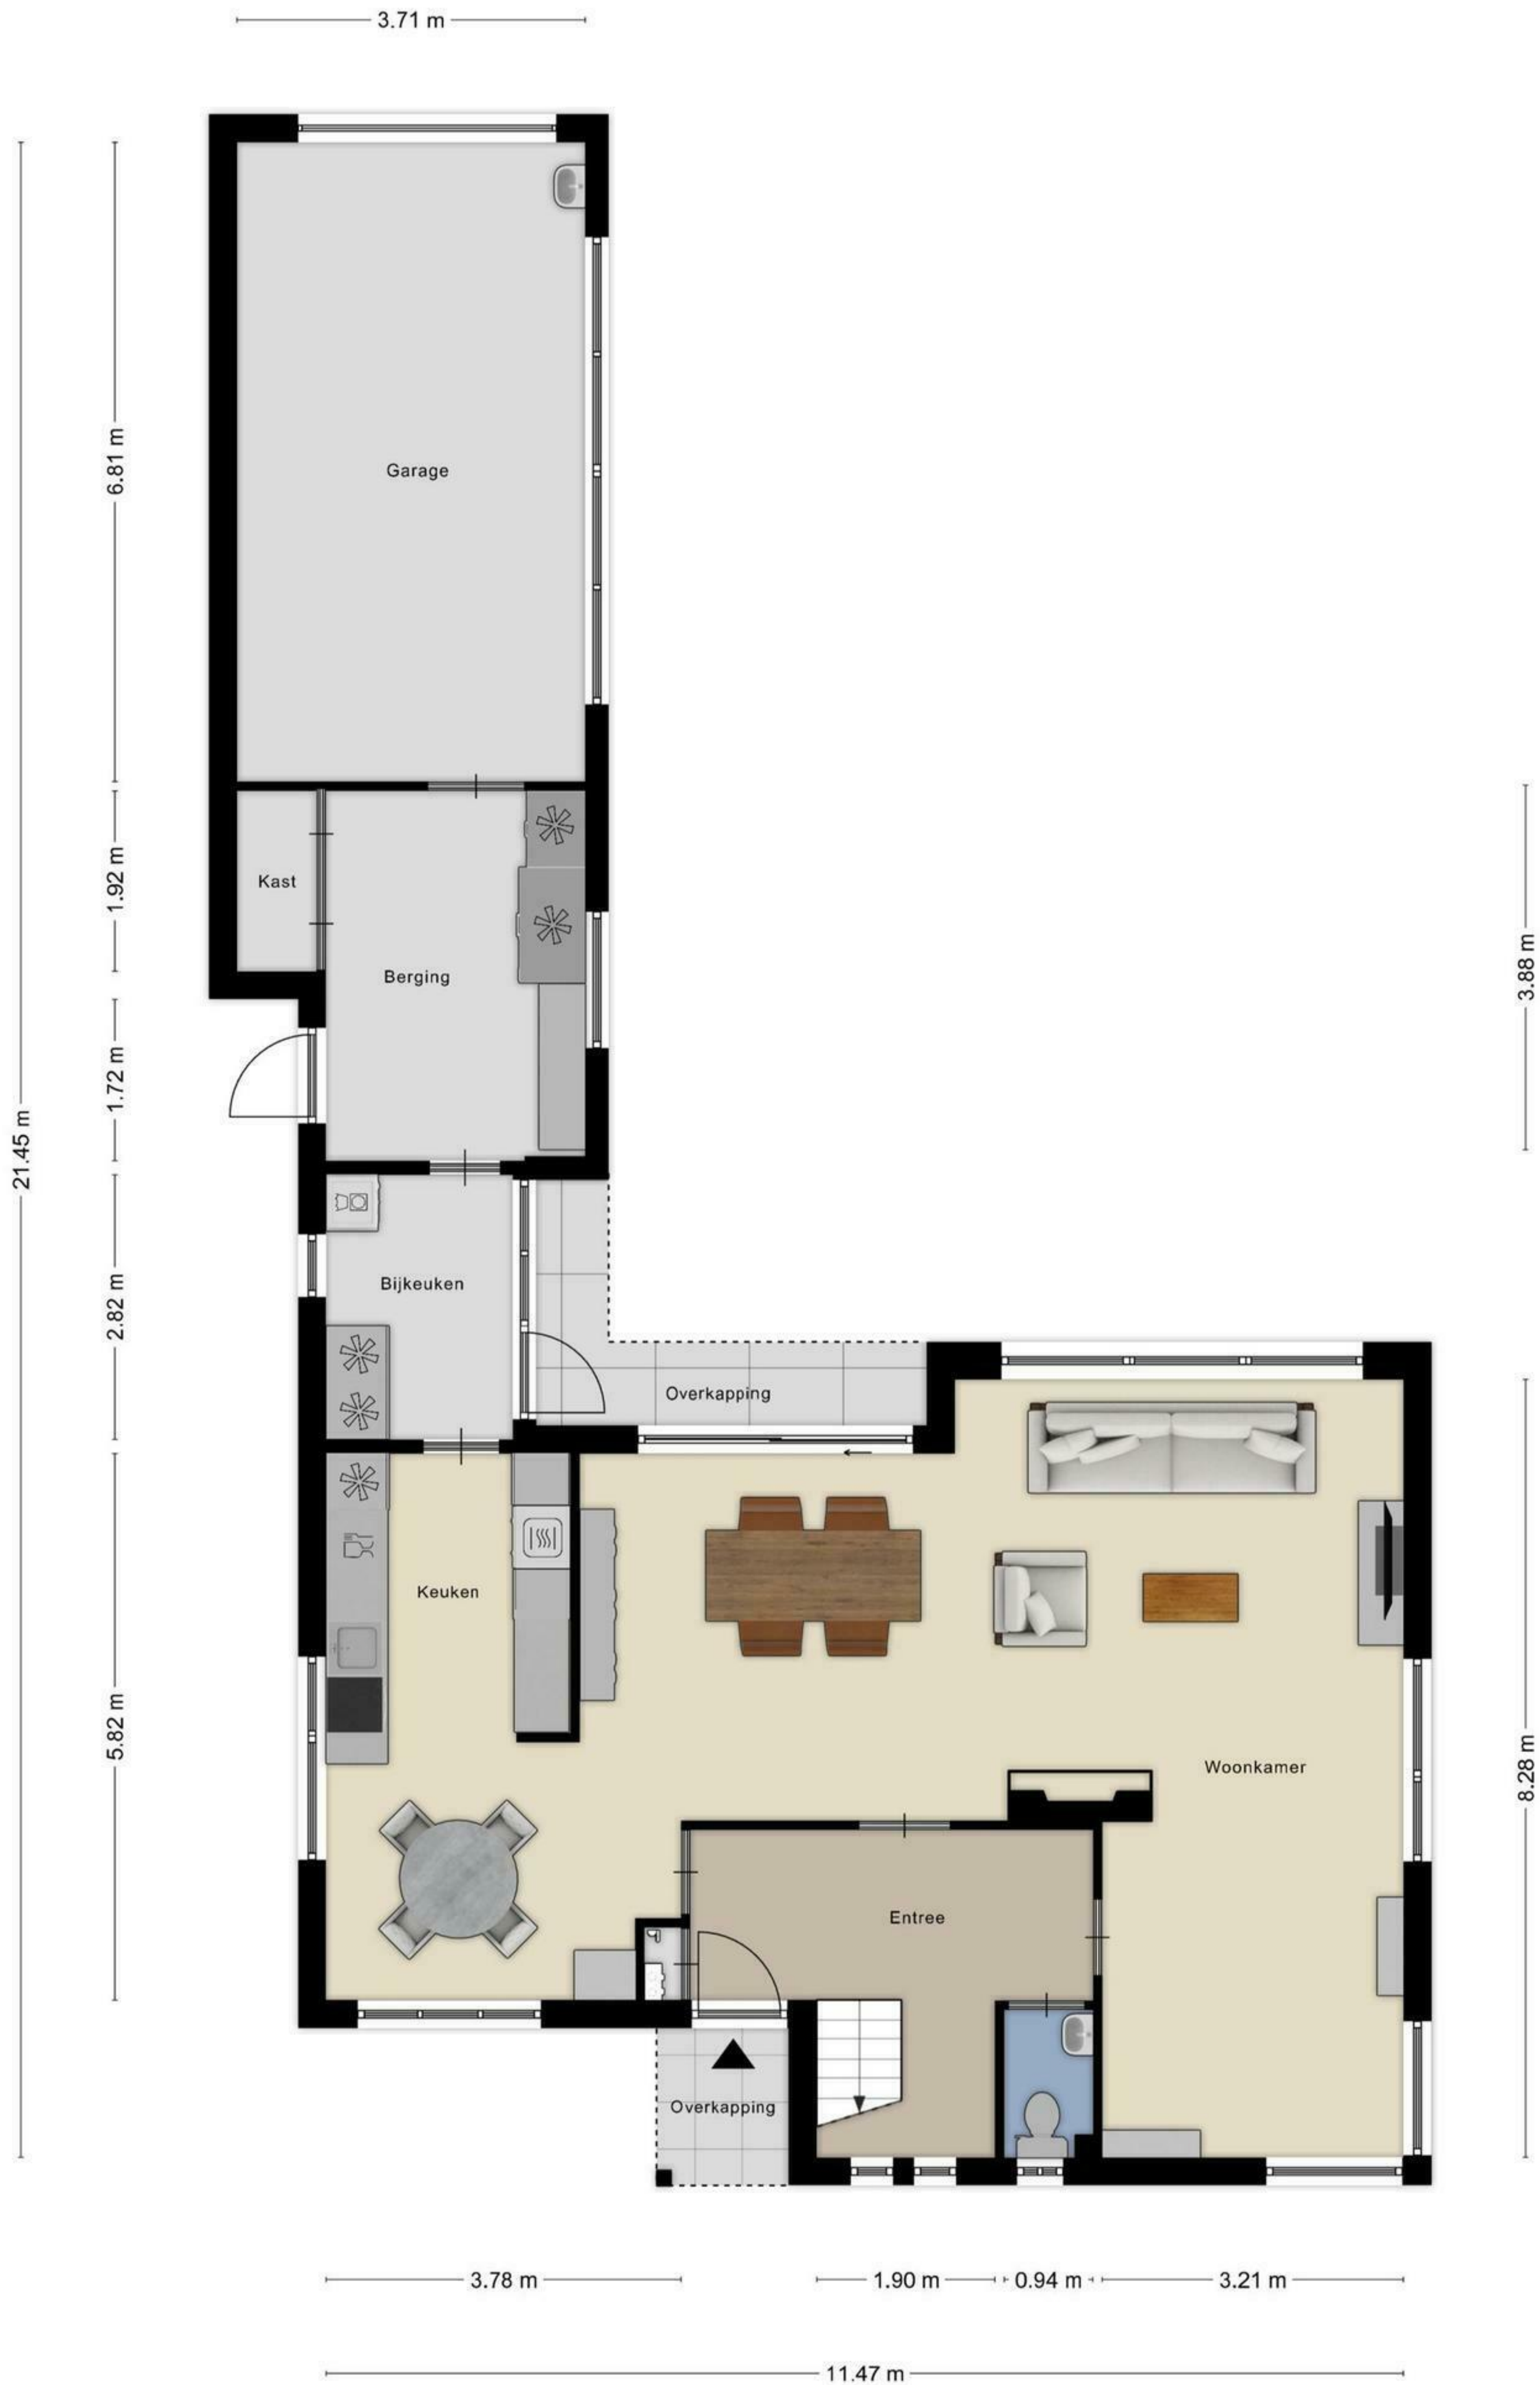 3.71 m
Garage
6.81 m
Kast
1.92 m
Berging
3.88 m
1.72 m
21.45 m
Bijkeuken
2.82 m
Overkapping
Keuken
5.82 m
Woonkamer
8.28 m
Entree
Overkapping
3.78 m
1.90 m
0.94 m
3.21 m
11.47 m